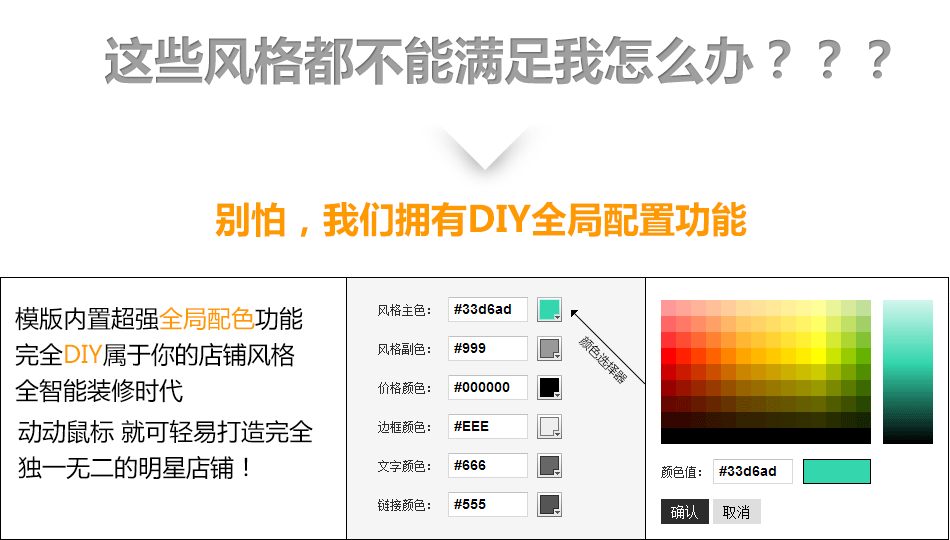 这些风格都不能满足我怎么办？？？
别怕，我们拥有DIY全局配置功能
模版内置超强全局配色功能
完全DIY属于你的店铺风格
全智能装修时代
动动鼠标 就可轻易打造完全
独一无二的明星店铺！
风格主色： #33d6ad
风格副色： #999
价格颜色： #000000
边框颜色： #EEE
文字颜色： #666
链接颜色： #555
颜色选择器
颜色值： #33d6ad
确认 取消